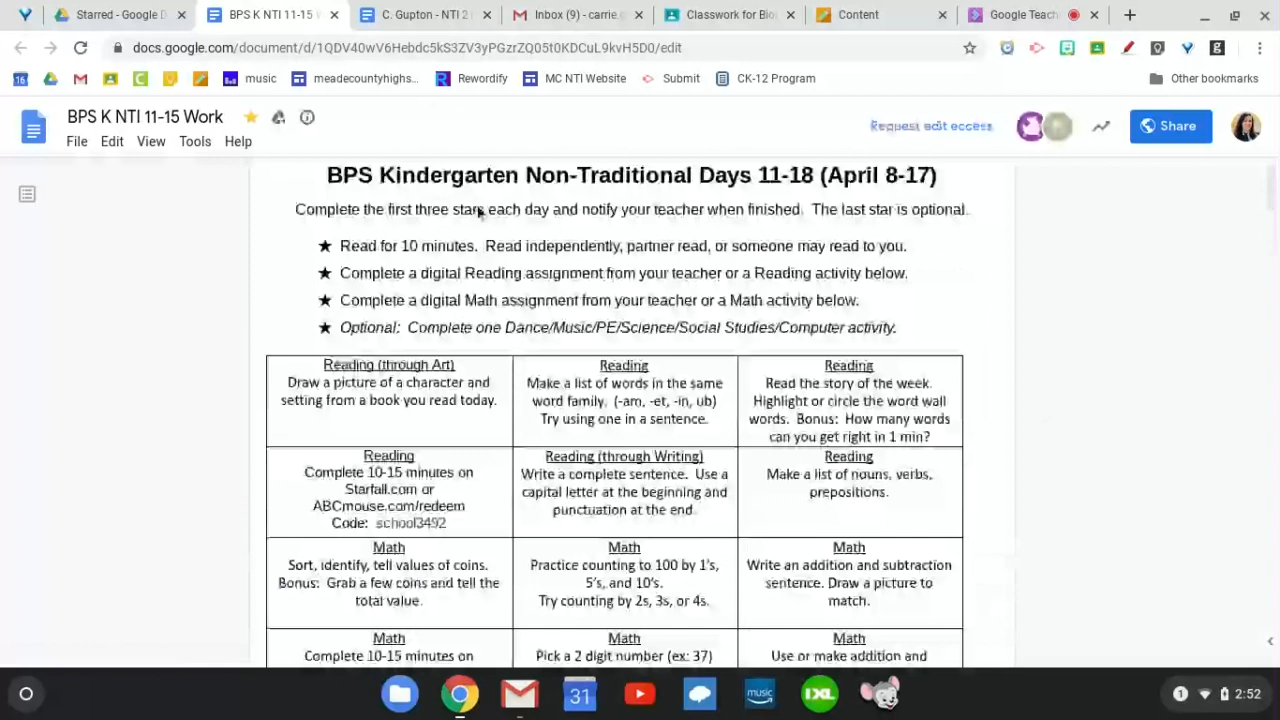 Starred - Google D
BPS K NTI 11-15 W
C. Gupton - NTI 2
Inbox (9) - carrie.g
Classwork for Bio
Content
Google Teach
docs.google.com/document/d/1QDV40wV6Hebdc5kS3ZV3yPGzrZQ05t0KDCuL9kvH5D0/edit
16
music
meadecountyhighs...
Rewordify
MC NTI Website
Submit
CK-12 Program
Other bookmarks
BPS K NTI 11-15 Work
Request edit access
Share
File Edit View Tools Help
BPS Kindergarten Non-Traditional Days 11-18 (April 8-17)
Complete the first three stars each day and notify your teacher when finished. The last star is optional.
★ Read for 10 minutes. Read independently, partner read, or someone may read to you.
★ Complete a digital Reading assignment from your teacher or a Reading activity below.
★ Complete a digital Math assignment from your teacher or a Math activity below.
★ Optional: Complete one Dance/Music/PE/Science/Social Studies/Computer activity.
Reading (through Art)
Draw a picture of a character and
setting from a book you read today.
Reading
Make a list of words in the same
word family. (-am, -et, -in, ub)
Try using one in a sentence.
Reading
Read the story of the week.
Highlight or circle the word wall
words. Bonus: How many words
can you get right in 1 min?
Reading
Complete 10-15 minutes on
Starfall.com or
ABCmouse.com/redeem
Code: school3492
Reading (through Writing)
Write a complete sentence. Use a
capital letter at the beginning and
punctuation at the end.
Reading
Make a list of nouns, verbs,
prepositions.
Math
Sort, identify, tell values of coins.
Bonus: Grab a few coins and tell the
total value.
Math
Practice counting to 100 by 1's,
5's, and 10's.
Try counting by 2s, 3s, or 4s.
Math
Write an addition and subtraction
sentence. Draw a picture to
match.
Math
Complete 10-15 minutes on
Math
Pick a 2 digit number (ex: 37)
Math
Use or make addition and
31
music
IXL
1
2:52